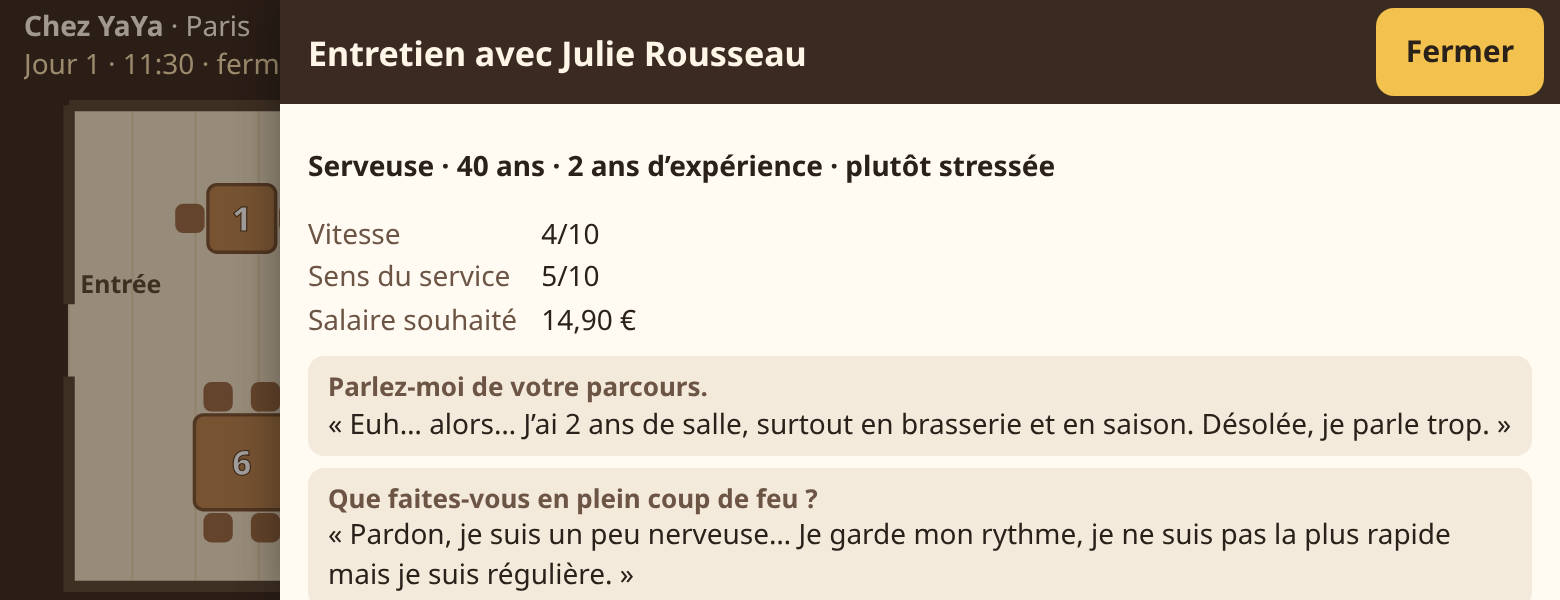 Chez YaYa · Paris
Jour 1 · 11:30 · ferm
1
Entrée
6
Entretien avec Julie Rousseau
Fermer
Serveuse · 40 ans · 2 ans d’expérience · plutôt stressée
Vitesse 4/10
Sens du service 5/10
Salaire souhaité 14,90 €
Parlez-moi de votre parcours.
« Euh… alors… J’ai 2 ans de salle, surtout en brasserie et en saison. Désolée, je parle trop. »
Que faites-vous en plein coup de feu ?
« Pardon, je suis un peu nerveuse… Je garde mon rythme, je ne suis pas la plus rapide
mais je suis régulière. »